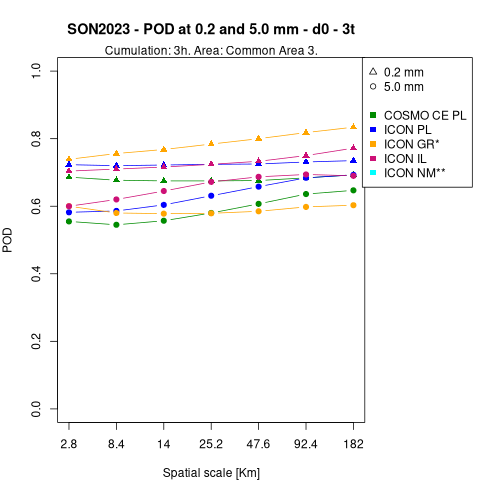 SON2023 - POD at 0.2 and 5.0 mm - d0 - 3t
Cumulation: 3h. Area: Common Area 3.
0.2 mm
5.0 mm
COSMO CE PL
ICON PL
ICON GR*
ICON IL
ICON NM**
POD
1.0
0.8
0.6
0.4
0.2
0.0
2.8 8.4 14 25.2 47.6 92.4 182
Spatial scale [Km]